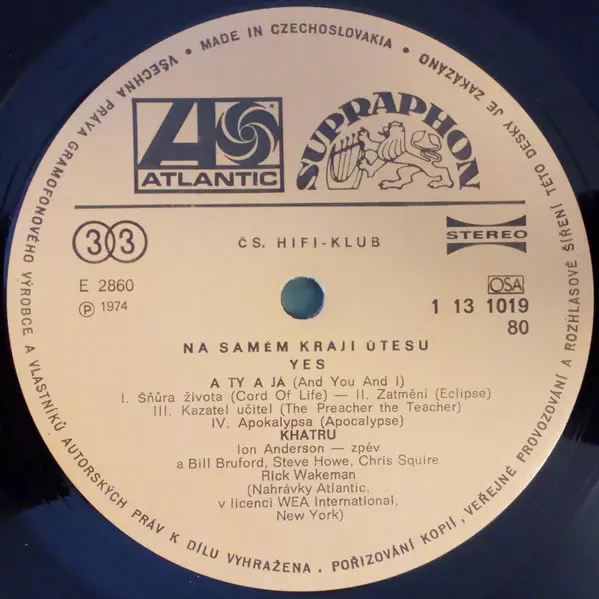 VŠECHNA PRÁVA GRAMOFONOVÉHO VÝROBCE A VLASTNÍKŮ AUTORSKÝCH PRÁV K DÍLU VYHRAŽENA. POŘIZOVÁNÍ KOPIÍ, VEŘEJNÉ PROVOZOVÁNÍ A ROZHLASOVÉ ŠÍŘENÍ TÉTO DESKY JE ZAKÁZÁNO
• MADE IN CZECHOSLOVAKIA •
ATLANTIC
SUPRAPHON
33
ČS. HIFI-KLUB
STEREO
E 2860
OSA
℗ 1974
1 13 1019
80
NA SAMÉM KRAJI ÚTESU
YES
A TY A JÁ (And You And I)
I. Šňůra života (Cord Of Life) — II. Zatmění (Eclipse)
III. Kazatel učitel (The Preacher the Teacher)
IV. Apokalypsa (Apocalypse)
KHATRU
Ion Anderson — zpěv
a Bill Bruford, Steve Howe, Chris Squire
Rick Wakeman
(Nahrávky Atlantic.
v licenci WEA International,
New York)